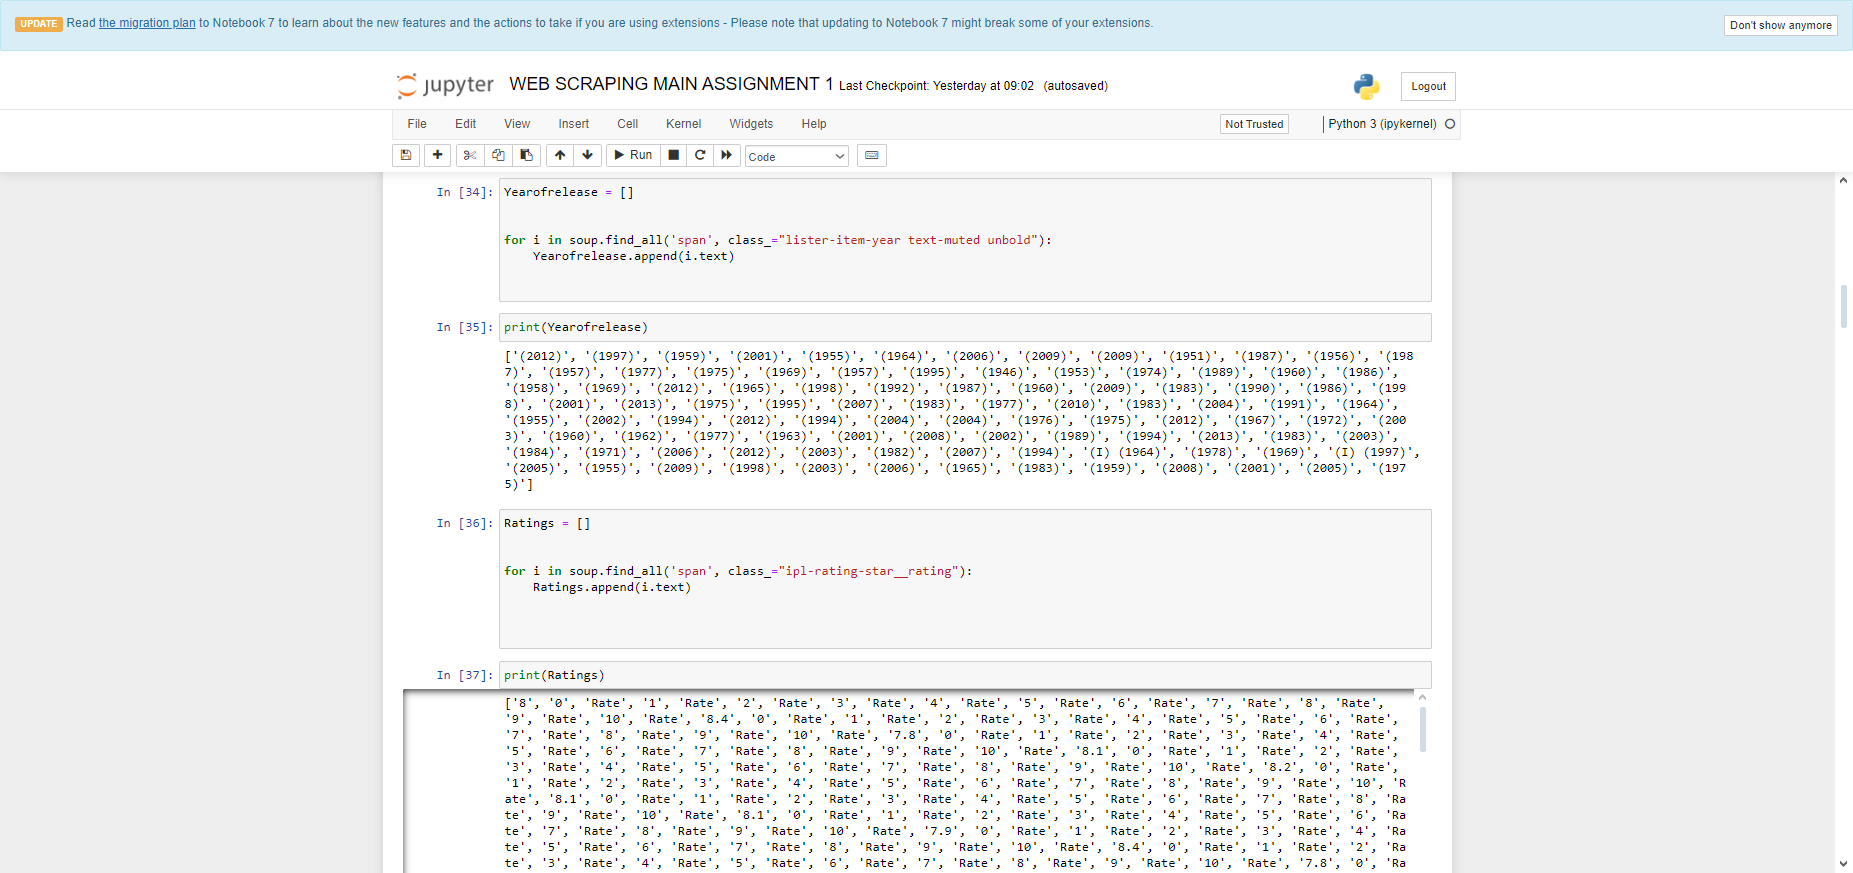 UPDATE Read the migration plan to Notebook 7 to learn about the new features and the actions to take if you are using extensions - Please note that updating to Notebook 7 might break some of your extensions.
Don't show anymore
jupyter WEB SCRAPING MAIN ASSIGNMENT 1 Last Checkpoint: Yesterday at 09:02 (autosaved)
Logout
File Edit View Insert Cell Kernel Widgets Help
Not Trusted
Python 3 (ipykernel)
Run
Code
In [34]: Yearofrelease = []
for i in soup.find_all('span', class_="lister-item-year text-muted unbold"):
    Yearofrelease.append(i.text)
In [35]: print(Yearofrelease)
['(2012)', '(1997)', '(1959)', '(2001)', '(1955)', '(1964)', '(2006)', '(2009)', '(2009)', '(1951)', '(1987)', '(1956)', '(198
7)', '(1957)', '(1977)', '(1975)', '(1969)', '(1957)', '(1995)', '(1946)', '(1953)', '(1974)', '(1989)', '(1960)', '(1986)',
'(1958)', '(1969)', '(2012)', '(1965)', '(1998)', '(1992)', '(1987)', '(1960)', '(2009)', '(1983)', '(1990)', '(1986)', '(199
8)', '(2001)', '(2013)', '(1975)', '(1995)', '(2007)', '(1983)', '(1977)', '(2010)', '(1983)', '(2004)', '(1991)', '(1964)',
'(1955)', '(2002)', '(1994)', '(2012)', '(1994)', '(2004)', '(2004)', '(1976)', '(1975)', '(2012)', '(1967)', '(1972)', '(200
3)', '(1960)', '(1962)', '(1977)', '(1963)', '(2001)', '(2008)', '(2002)', '(1989)', '(1994)', '(2013)', '(1983)', '(2003)',
'(1984)', '(1971)', '(2006)', '(2012)', '(2003)', '(1982)', '(2007)', '(1994)', '(I) (1964)', '(1978)', '(1969)', '(I) (1997)',
'(2005)', '(1955)', '(2009)', '(1998)', '(2003)', '(2006)', '(1965)', '(1983)', '(1959)', '(2008)', '(2001)', '(2005)', '(197
5)']
In [36]: Ratings = []
for i in soup.find_all('span', class_="ipl-rating-star__rating"):
    Ratings.append(i.text)
In [37]: print(Ratings)
['8', '0', 'Rate', '1', 'Rate', '2', 'Rate', '3', 'Rate', '4', 'Rate', '5', 'Rate', '6', 'Rate', '7', 'Rate', '8', 'Rate',
'9', 'Rate', '10', 'Rate', '8.4', '0', 'Rate', '1', 'Rate', '2', 'Rate', '3', 'Rate', '4', 'Rate', '5', 'Rate', '6', 'Rate',
'7', 'Rate', '8', 'Rate', '9', 'Rate', '10', 'Rate', '7.8', '0', 'Rate', '1', 'Rate', '2', 'Rate', '3', 'Rate', '4', 'Rate',
'5', 'Rate', '6', 'Rate', '7', 'Rate', '8', 'Rate', '9', 'Rate', '10', 'Rate', '8.1', '0', 'Rate', '1', 'Rate', '2', 'Rate',
'3', 'Rate', '4', 'Rate', '5', 'Rate', '6', 'Rate', '7', 'Rate', '8', 'Rate', '9', 'Rate', '10', 'Rate', '8.2', '0', 'Rate',
'1', 'Rate', '2', 'Rate', '3', 'Rate', '4', 'Rate', '5', 'Rate', '6', 'Rate', '7', 'Rate', '8', 'Rate', '9', 'Rate', '10', 'R
ate', '8.1', '0', 'Rate', '1', 'Rate', '2', 'Rate', '3', 'Rate', '4', 'Rate', '5', 'Rate', '6', 'Rate', '7', 'Rate', '8', 'Ra
te', '9', 'Rate', '10', 'Rate', '8.1', '0', 'Rate', '1', 'Rate', '2', 'Rate', '3', 'Rate', '4', 'Rate', '5', 'Rate', '6', 'Ra
te', '7', 'Rate', '8', 'Rate', '9', 'Rate', '10', 'Rate', '7.9', '0', 'Rate', '1', 'Rate', '2', 'Rate', '3', 'Rate', '4', 'Ra
te', '5', 'Rate', '6', 'Rate', '7', 'Rate', '8', 'Rate', '9', 'Rate', '10', 'Rate', '8.4', '0', 'Rate', '1', 'Rate', '2', 'Ra
te', '3', 'Rate', '4', 'Rate', '5', 'Rate', '6', 'Rate', '7', 'Rate', '8', 'Rate', '9', 'Rate', '10', 'Rate', '7.8', '0', 'Ra